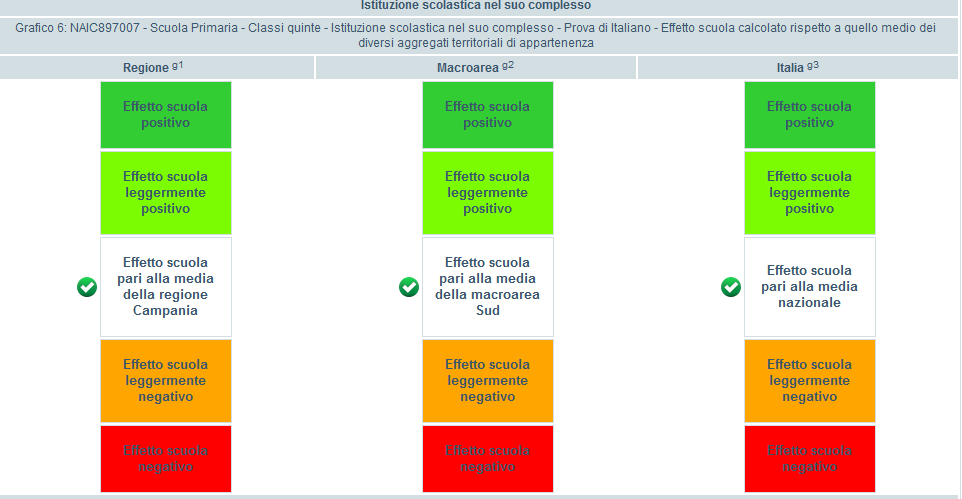 Istituzione scolastica nel suo complesso
Grafico 6: NAIC897007 - Scuola Primaria - Classi quinte - Istituzione scolastica nel suo complesso - Prova di Italiano - Effetto scuola calcolato rispetto a quello medio dei
diversi aggregati territoriali di appartenenza
Regione g1 Macroarea g2 Italia g3
Effetto scuola
positivo
Effetto scuola
positivo
Effetto scuola
positivo
Effetto scuola
leggermente
positivo
Effetto scuola
leggermente
positivo
Effetto scuola
leggermente
positivo
Effetto scuola
pari alla media
della regione
Campania
Effetto scuola
pari alla media
della macroarea
Sud
Effetto scuola
pari alla media
nazionale
Effetto scuola
leggermente
negativo
Effetto scuola
leggermente
negativo
Effetto scuola
leggermente
negativo
Effetto scuola
negativo
Effetto scuola
negativo
Effetto scuola
negativo